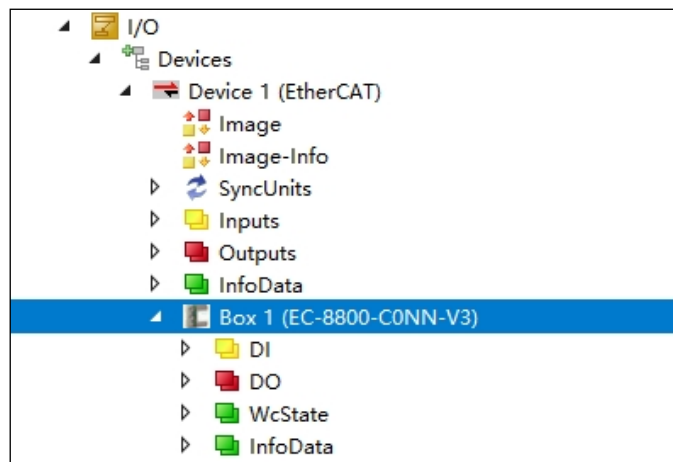 I/O
Devices
Device 1 (EtherCAT)
Image
Image-Info
SyncUnits
Inputs
Outputs
InfoData
Box 1 (EC-8800-C0NN-V3)
DI
DO
WcState
InfoData